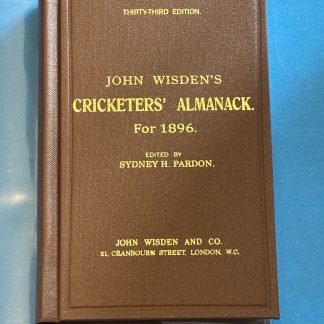 THIRTY-THIRD EDITION.
JOHN WISDEN'S
CRICKETERS' ALMANACK.
For 1896.
EDITED BY
SYDNEY H. PARDON.
JOHN WISDEN AND CO.
21, CRANBOURN STREET, LONDON, W.C.